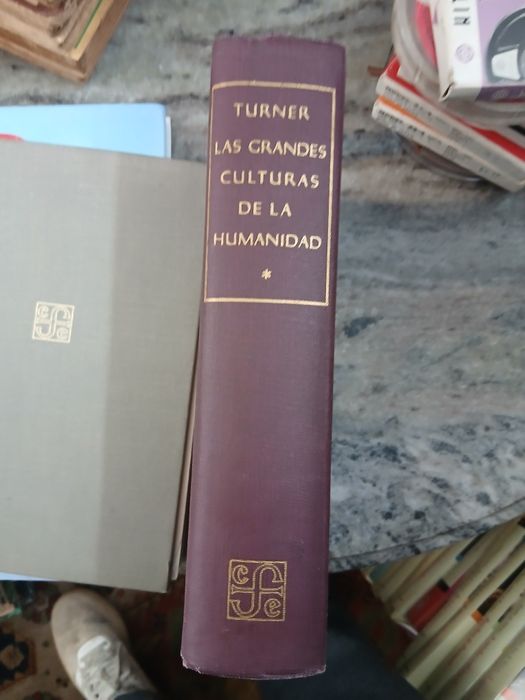 TURNER
LAS GRANDES
CULTURAS
DE LA
HUMANIDAD
*